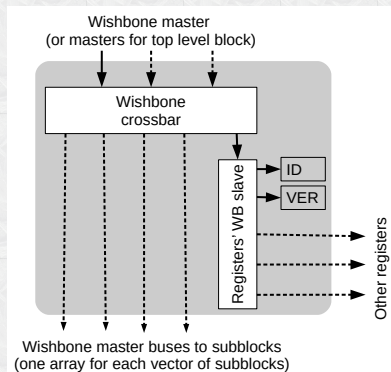 Wishbone master
(or masters for top level block)
Wishbone
crossbar
Registers' WB slave
ID
VER
Other registers
Wishbone master buses to subblocks
(one array for each vector of subblocks)